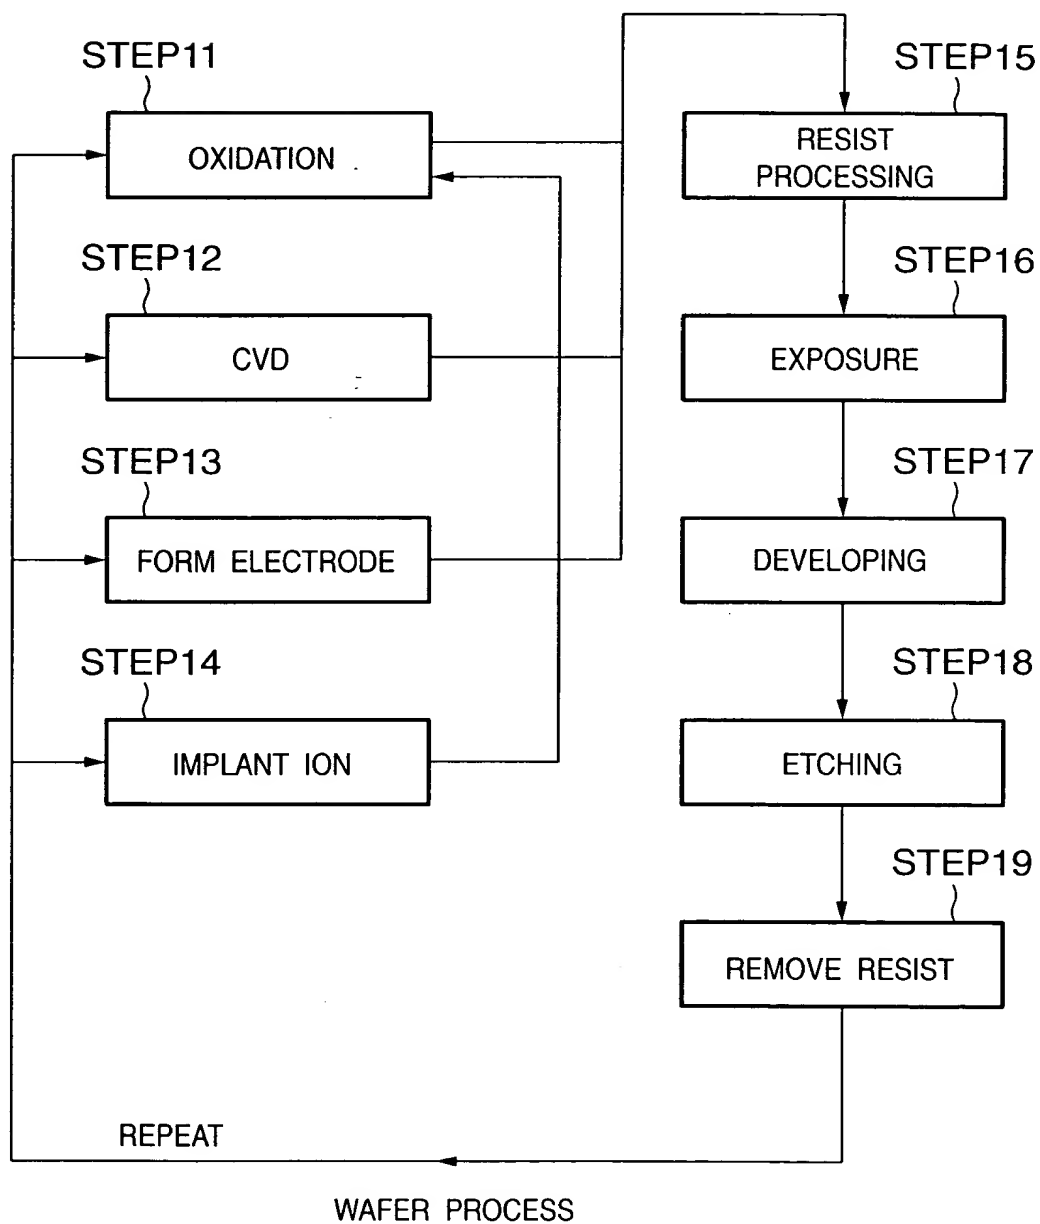 STEP11
OXIDATION
STEP12
CVD
STEP13
FORM ELECTRODE
STEP14
IMPLANT ION
STEP15
RESIST
PROCESSING
STEP16
EXPOSURE
STEP17
DEVELOPING
STEP18
ETCHING
STEP19
REMOVE RESIST
REPEAT
WAFER PROCESS